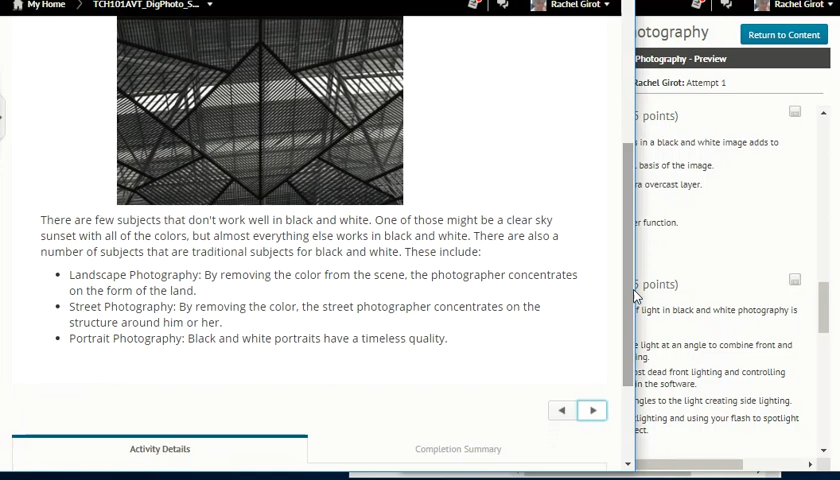 My Home
TCH101AVT_DigPhoto_S...
Rachel Girot
Rachel Girot
otography
Return to Content
Photography - Preview
Rachel Girot: Attempt 1
5 points)
s in a black and white image adds to
basis of the image.
ra overcast layer.
er function.
There are few subjects that don't work well in black and white. One of those might be a clear sky
sunset with all of the colors, but almost everything else works in black and white. There are also a
number of subjects that are traditional subjects for black and white. These include:
• Landscape Photography: By removing the color from the scene, the photographer concentrates
on the form of the land.
• Street Photography: By removing the color, the street photographer concentrates on the
structure around him or her.
• Portrait Photography: Black and white portraits have a timeless quality.
5 points)
f light in black and white photography is
e light at an angle to combine front and
ing.
ost dead front lighting and controlling
in the software.
ngles to the light creating side lighting.
lighting and using your flash to spotlight
ect.
Activity Details
Completion Summary